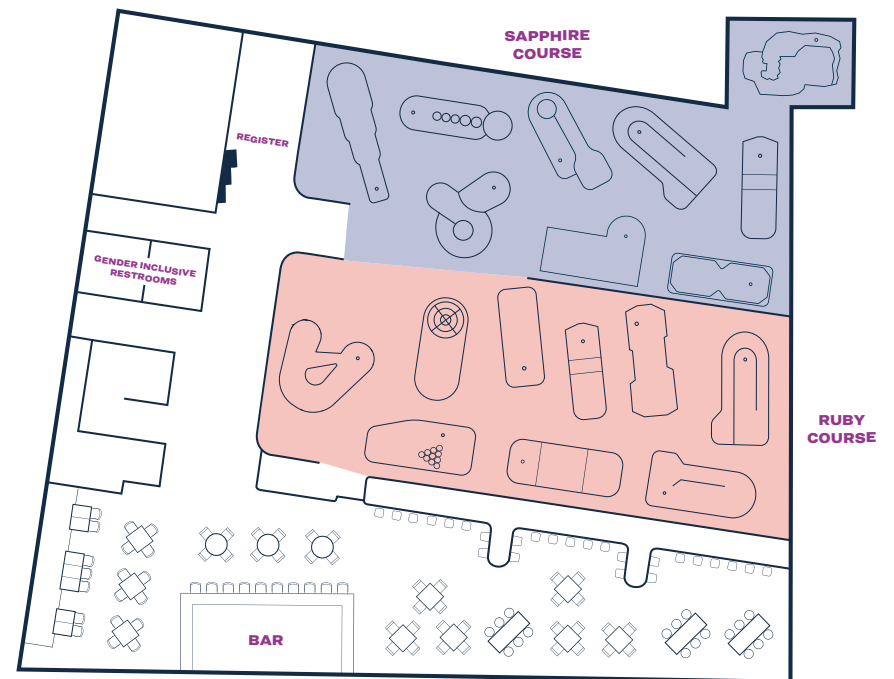 SAPPHIRE
COURSE
REGISTER
GENDER INCLUSIVE
RESTROOMS
RUBY
COURSE
BAR